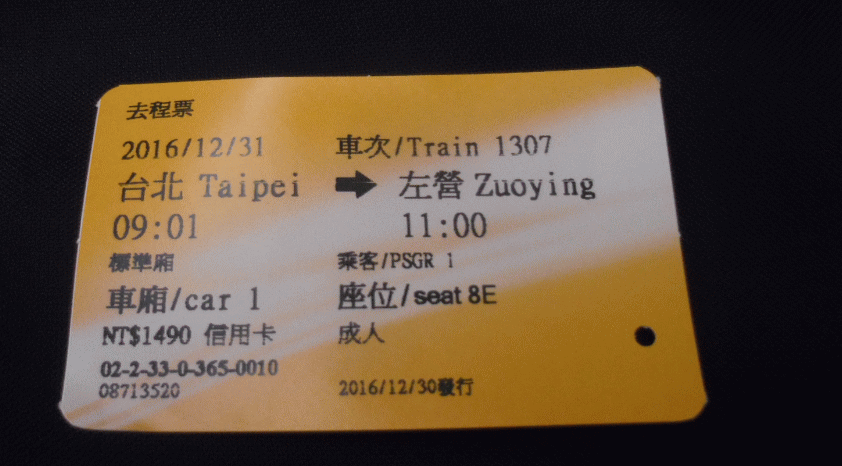 去程票
2016/12/31 車次/Train 1307
台北 Taipei → 左營 Zuoying
09:01 11:00
標準廂 乘客/PSGR 1
車廂/car 1 座位/seat 8E
NT$1490 信用卡 成人
02-2-33-0-365-0010
08713520 2016/12/30發行